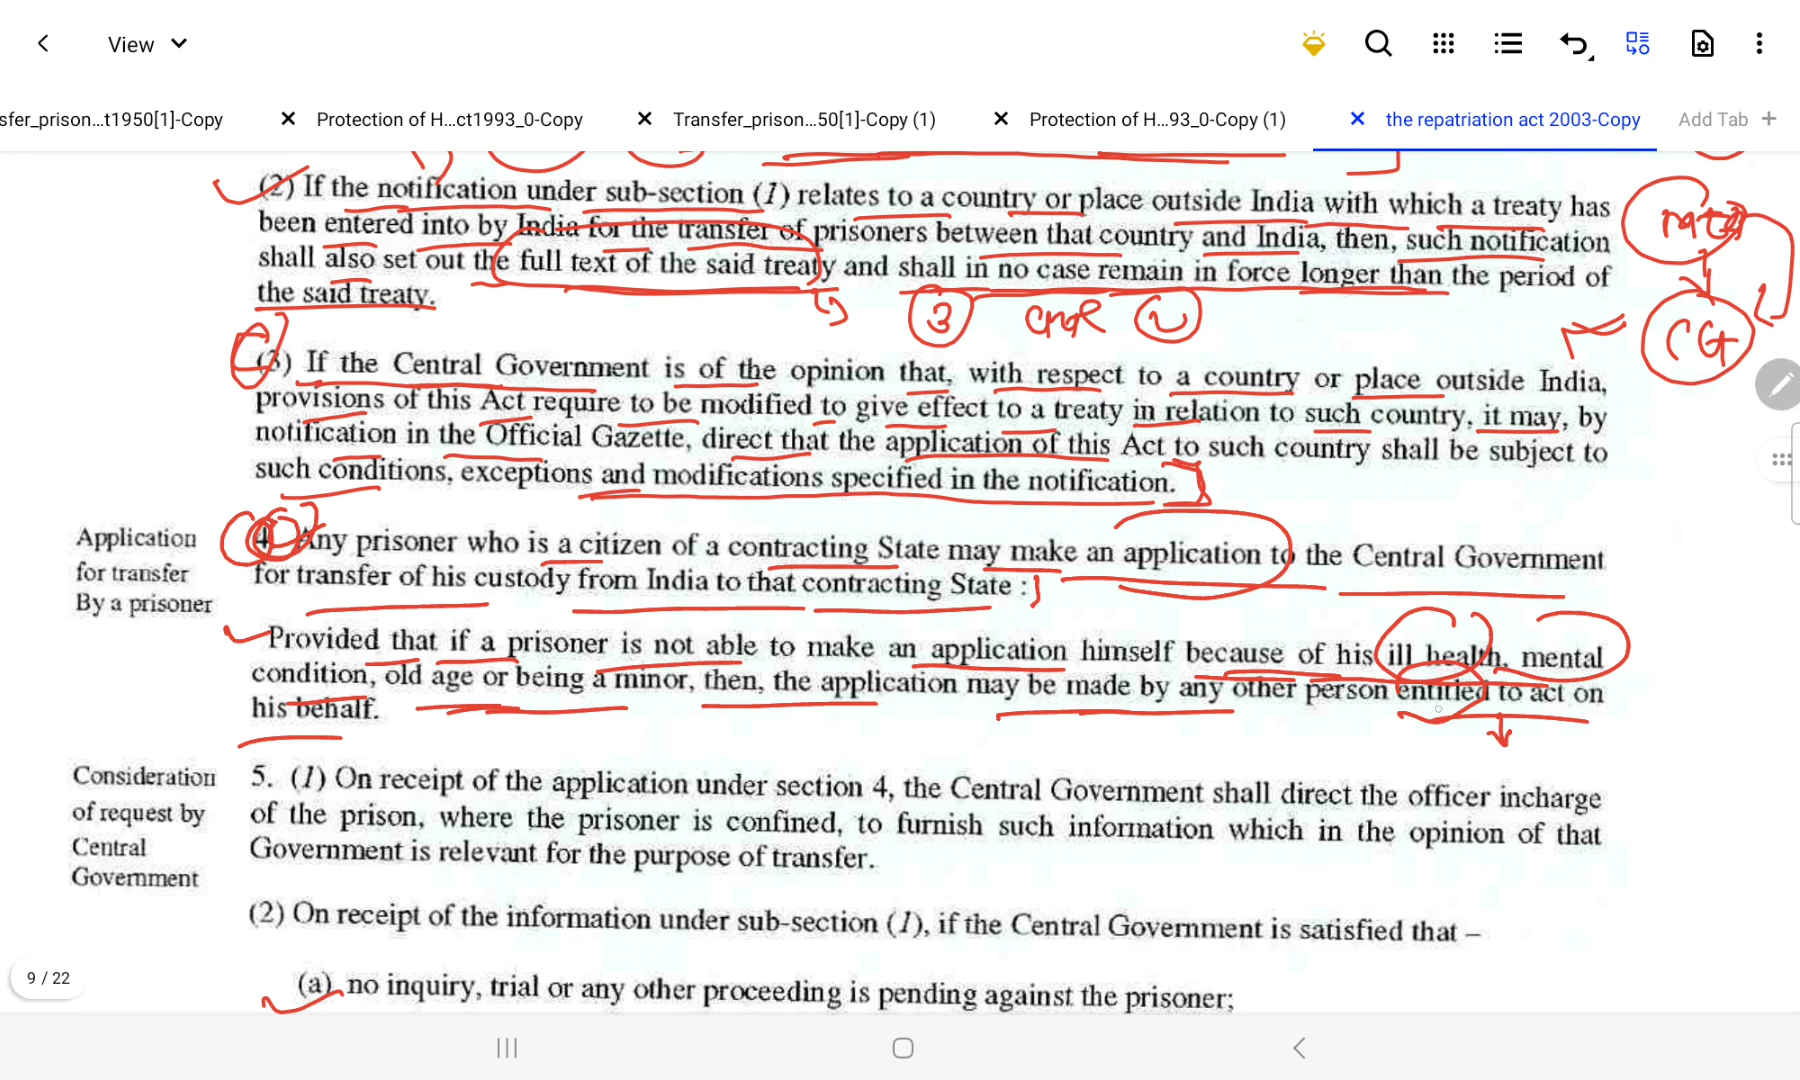 View
sfer_prison...t1950[1]-Copy
Protection of H...ct1993_0-Copy
Transfer_prison...50[1]-Copy (1)
Protection of H...93_0-Copy (1)
the repatriation act 2003-Copy
Add Tab +
(2) If the notification under sub-section (1) relates to a country or place outside India with which a treaty has
been entered into by India for the transfer of prisoners between that country and India, then, such notification
shall also set out the full text of the said treaty and shall in no case remain in force longer than the period of
the said treaty.
3
CG
(3) If the Central Government is of the opinion that, with respect to a country or place outside India,
provisions of this Act require to be modified to give effect to a treaty in relation to such country, it may, by
notification in the Official Gazette, direct that the application of this Act to such country shall be subject to
such conditions, exceptions and modifications specified in the notification.
Application
for transfer
By a prisoner
4. Any prisoner who is a citizen of a contracting State may make an application to the Central Government
for transfer of his custody from India to that contracting State :
Provided that if a prisoner is not able to make an application himself because of his ill health, mental
condition, old age or being a minor, then, the application may be made by any other person entitled to act on
his behalf.
Consideration
of request by
Central
Government
5. (1) On receipt of the application under section 4, the Central Government shall direct the officer incharge
of the prison, where the prisoner is confined, to furnish such information which in the opinion of that
Government is relevant for the purpose of transfer.
(2) On receipt of the information under sub-section (1), if the Central Government is satisfied that –
(a) no inquiry, trial or any other proceeding is pending against the prisoner;
9 / 22